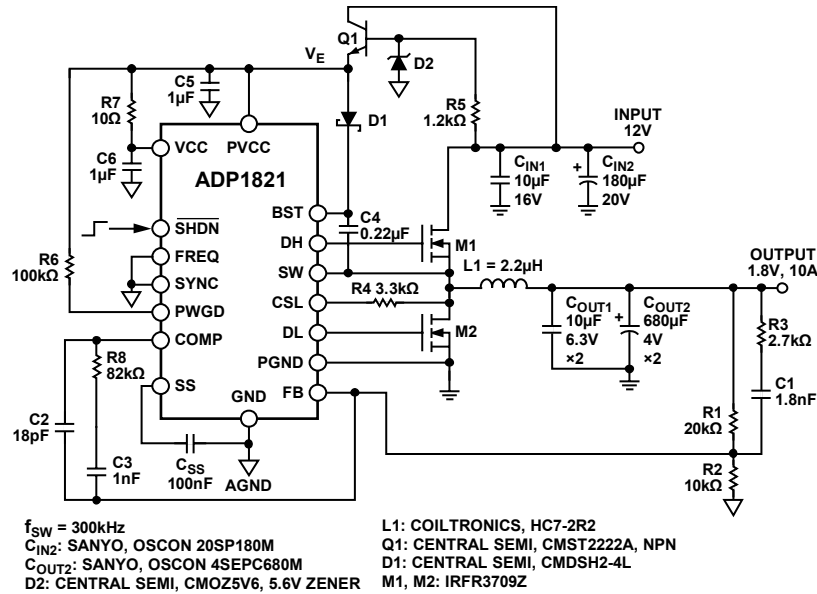 Q1
V_E
D2
C5
1µF
R7
10Ω
D1
R5
1.2kΩ
INPUT
12V
VCC
PVCC
C6
1µF
ADP1821
C_IN1
10µF
16V
+
C_IN2
180µF
20V
BST
C4
0.22µF
SHDN
DH
M1
R6
100kΩ
FREQ
SW
L1 = 2.2µH
OUTPUT
1.8V, 10A
SYNC
CSL
R4 3.3kΩ
PWGD
DL
M2
C_OUT1
10µF
6.3V
×2
+
C_OUT2
680µF
4V
×2
R3
2.7kΩ
COMP
PGND
R8
82kΩ
SS
GND
FB
C1
1.8nF
C2
18pF
R1
20kΩ
C3
1nF
C_SS
100nF
AGND
R2
10kΩ
f_SW = 300kHz
C_IN2: SANYO, OSCON 20SP180M
C_OUT2: SANYO, OSCON 4SEPC680M
D2: CENTRAL SEMI, CMOZ5V6, 5.6V ZENER
L1: COILTRONICS, HC7-2R2
Q1: CENTRAL SEMI, CMST2222A, NPN
D1: CENTRAL SEMI, CMDSH2-4L
M1, M2: IRFR3709Z